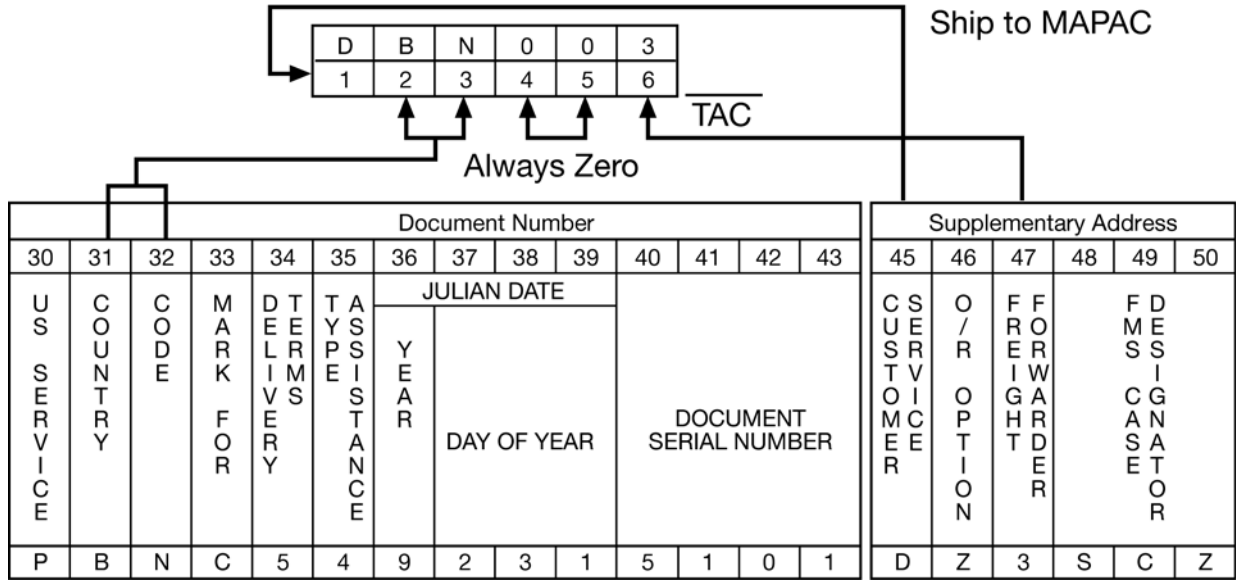 Ship to MAPAC
D B N 0 0 3
1 2 3 4 5 6
TAC
Always Zero
Document Number
Supplementary Address
30 31 32 33 34 35 36 37 38 39 40 41 42 43
45 46 47 48 49 50
US SERVICE
COUNTRY
CODE
MARK FOR
DELIVERY
TERMS
TYPE
ASSISTANCE
JULIAN DATE
YEAR
DAY OF YEAR
DOCUMENT
SERIAL NUMBER
CUSTOMER
SERVICE
O/R OPTION
FREIGHT
FORWARDER
FMS CASE
DESIGNATOR
P B N C 5 4 9 2 3 1 5 1 0 1
D Z 3 S C Z